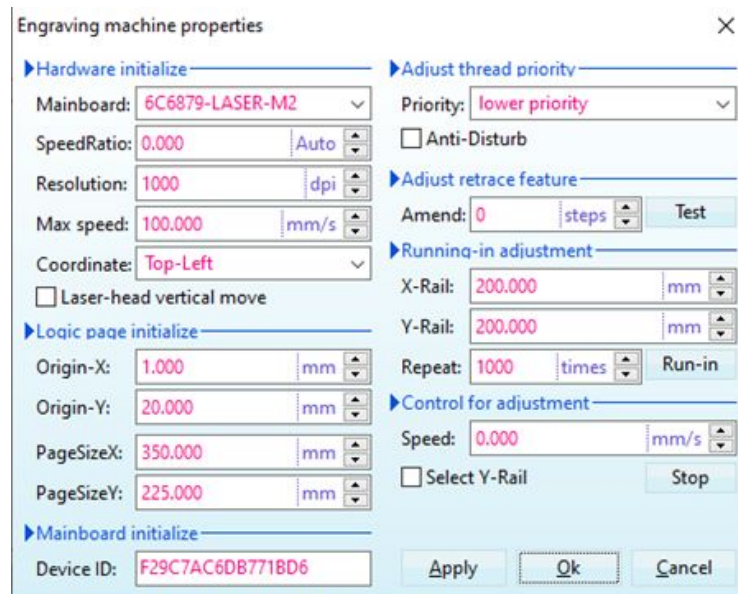 Engraving machine properties
Hardware initialize
Mainboard: 6C6879-LASER-M2
SpeedRatio: 0.000 Auto
Resolution: 1000 dpi
Max speed: 100.000 mm/s
Coordinate: Top-Left
Laser-head vertical move
Logic page initialize
Origin-X: 1.000 mm
Origin-Y: 20.000 mm
PageSizeX: 350.000 mm
PageSizeY: 225.000 mm
Mainboard initialize
Device ID: F29C7AC6DB771BD6
Adjust thread priority
Priority: lower priority
Anti-Disturb
Adjust retrace feature
Amend: 0 steps Test
Running-in adjustment
X-Rail: 200.000 mm
Y-Rail: 200.000 mm
Repeat: 1000 times Run-in
Control for adjustment
Speed: 0.000 mm/s
Select Y-Rail Stop
Apply Ok Cancel